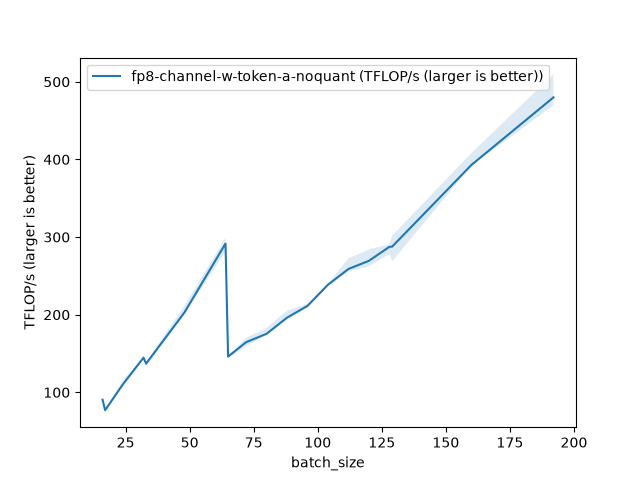 fp8-channel-w-token-a-noquant (TFLOP/s (larger is better))
TFLOP/s (larger is better)
500
400
300
200
100
25 50 75 100 125 150 175 200
batch_size